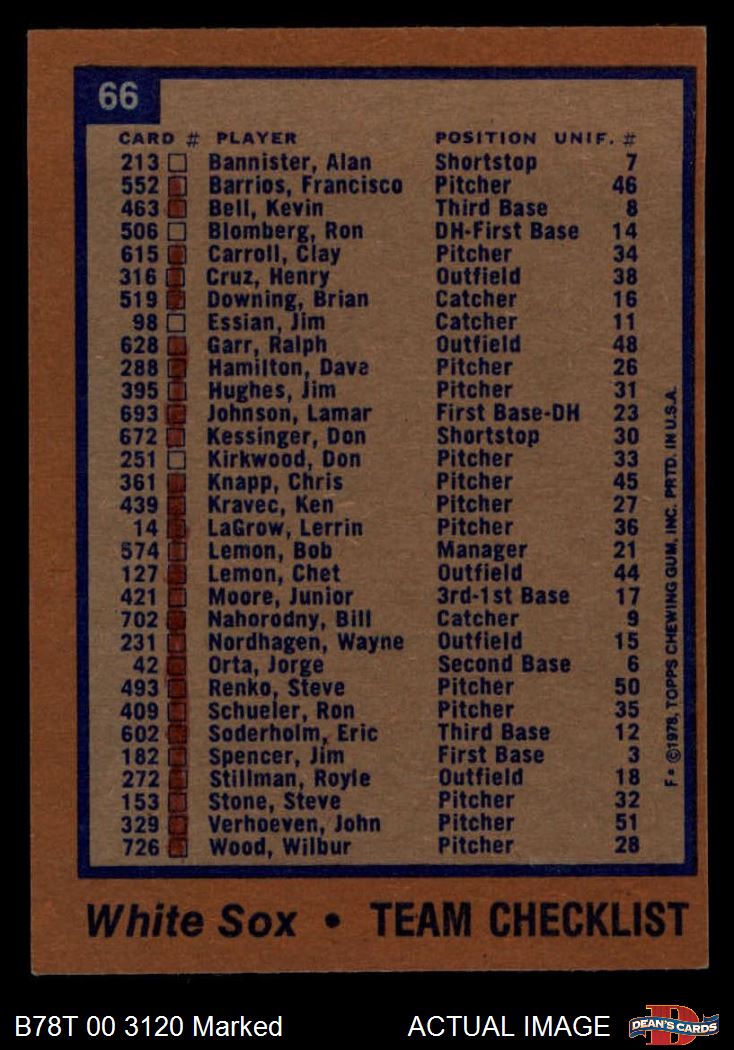 66
CARD # PLAYER POSITION UNIF. #
213 Bannister, Alan Shortstop 7
552 Barrios, Francisco Pitcher 46
463 Bell, Kevin Third Base 8
506 Blomberg, Ron DH-First Base 14
615 Carroll, Clay Pitcher 34
316 Cruz, Henry Outfield 38
519 Downing, Brian Catcher 16
98 Essian, Jim Catcher 11
628 Garr, Ralph Outfield 48
288 Hamilton, Dave Pitcher 26
395 Hughes, Jim Pitcher 31
693 Johnson, Lamar First Base-DH 23
672 Kessinger, Don Shortstop 30
251 Kirkwood, Don Pitcher 33
361 Knapp, Chris Pitcher 45
439 Kravec, Ken Pitcher 27
14 LaGrow, Lerrin Pitcher 36
574 Lemon, Bob Manager 21
127 Lemon, Chet Outfield 44
421 Moore, Junior 3rd-1st Base 17
702 Nahorodny, Bill Catcher 9
231 Nordhagen, Wayne Outfield 15
42 Orta, Jorge Second Base 6
493 Renko, Steve Pitcher 50
409 Schueler, Ron Pitcher 35
602 Soderholm, Eric Third Base 12
182 Spencer, Jim First Base 3
272 Stillman, Royle Outfield 18
153 Stone, Steve Pitcher 32
329 Verhoeven, John Pitcher 51
726 Wood, Wilbur Pitcher 28
F* ©1978, TOPPS CHEWING GUM, INC. PRTD. IN U.S.A.
White Sox • TEAM CHECKLIST
B78T 00 3120 Marked ACTUAL IMAGE DEAN'S CARDS